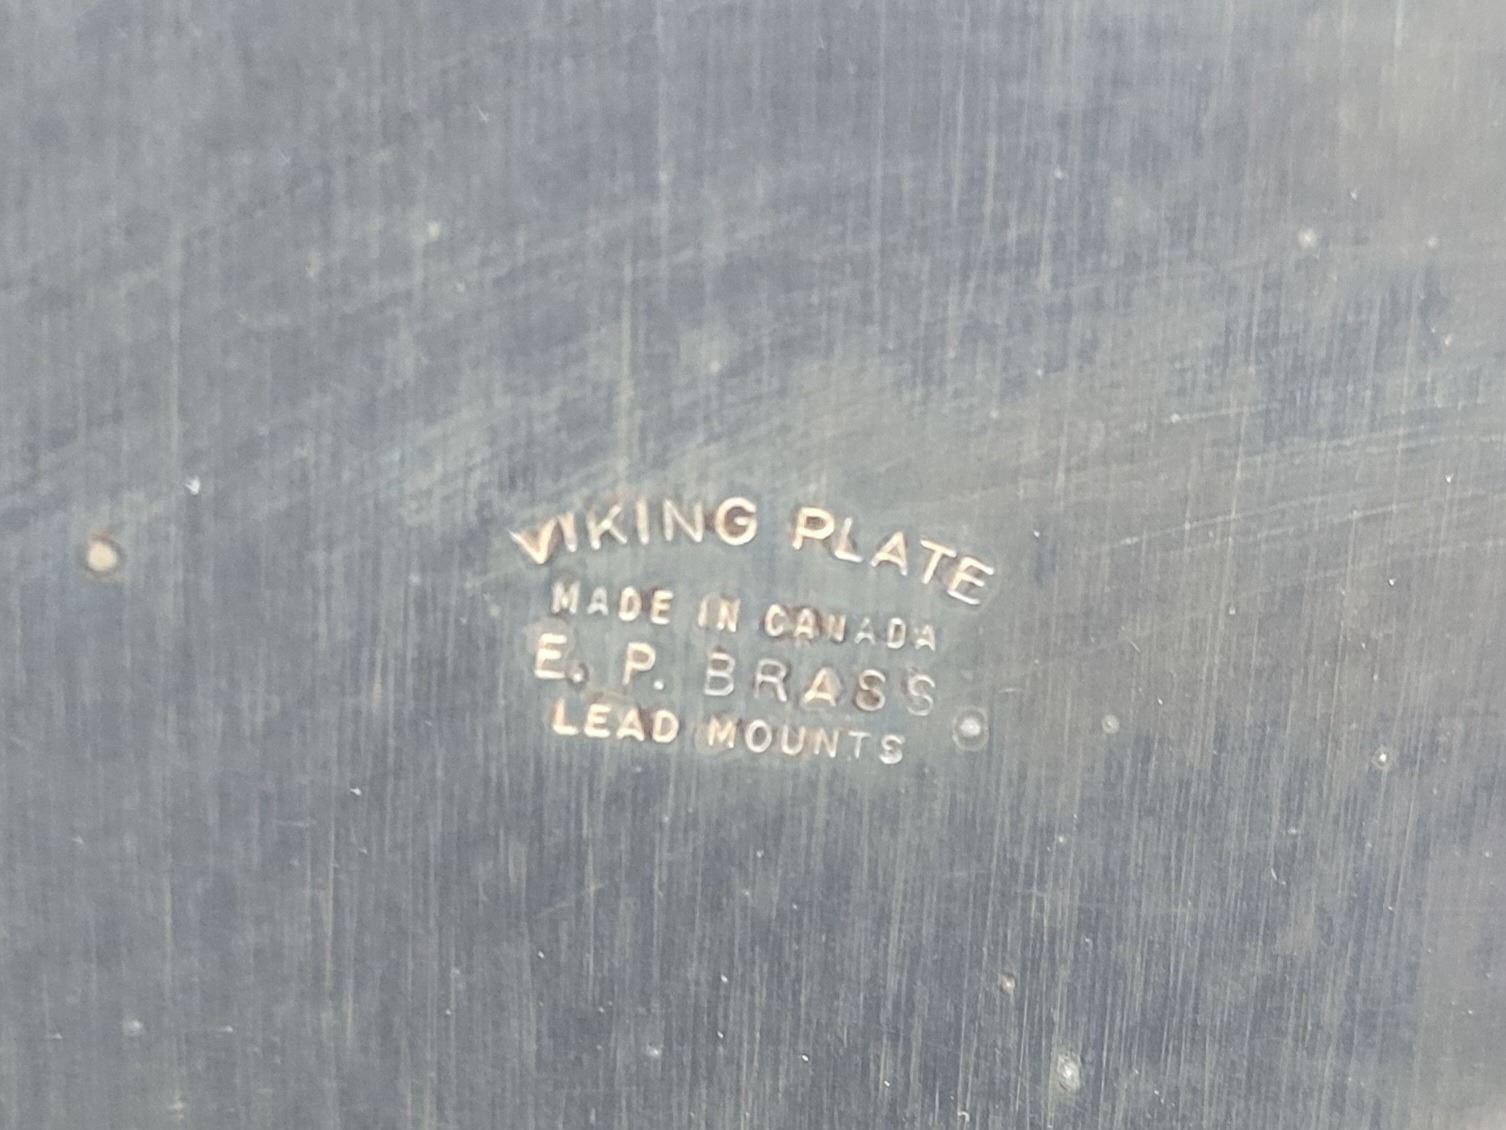 VIKING PLATE
MADE IN CANADA
E. P. BRASS
LEAD MOUNTS